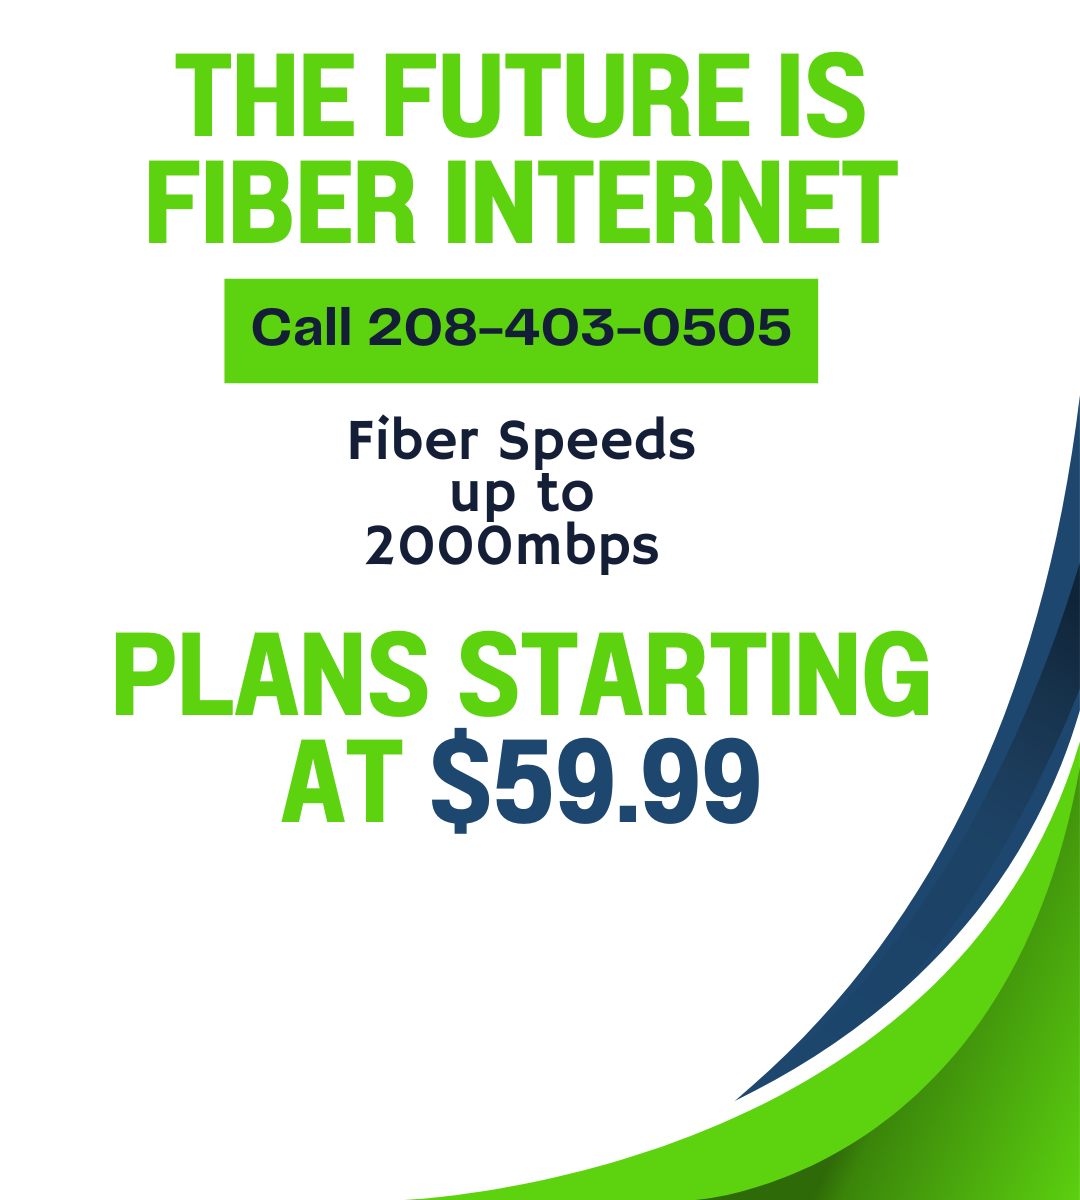 THE FUTURE IS
FIBER INTERNET
Call 208-403-0505
Fiber Speeds
up to
2000mbps
PLANS STARTING
AT $59.99